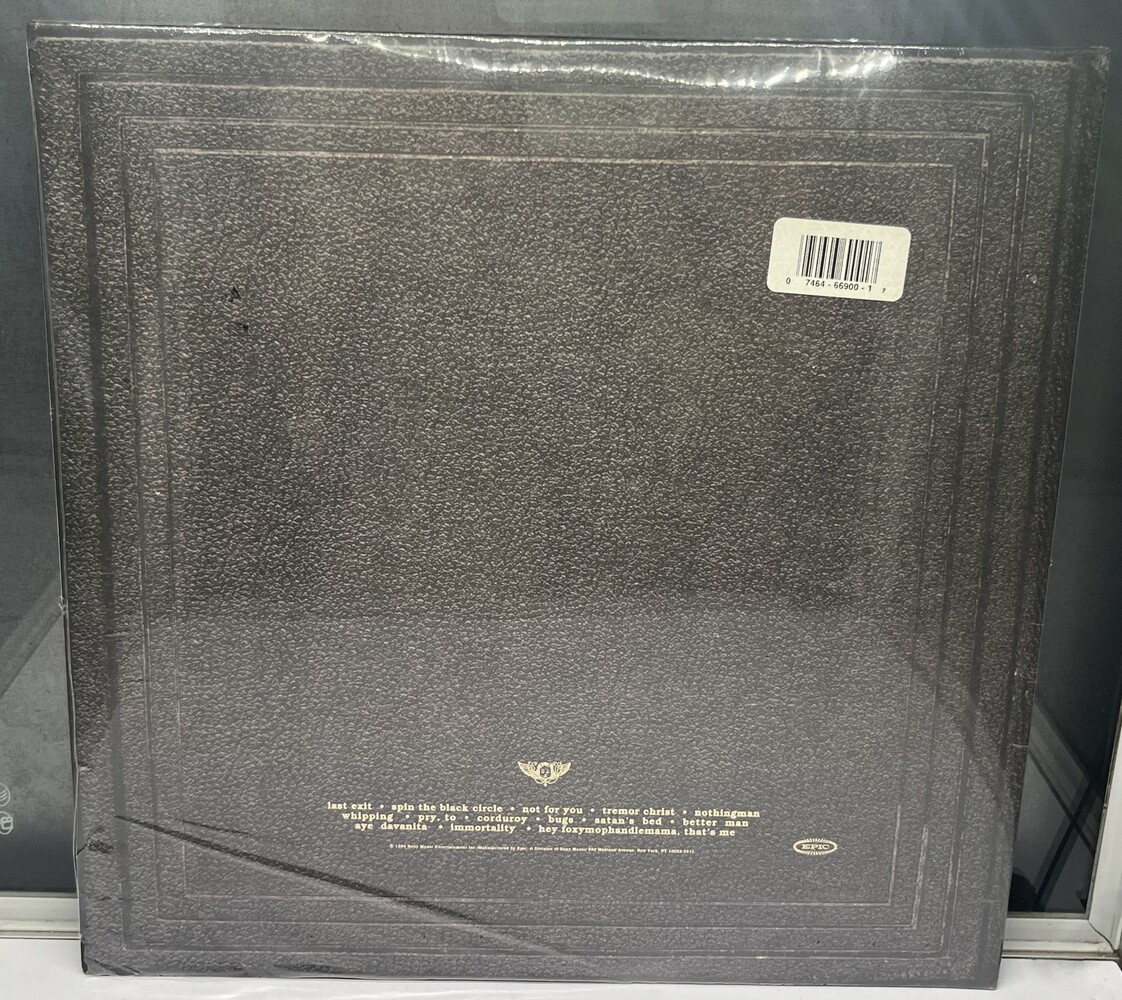 0 7464-66900-1 7
last exit • spin the black circle • not for you • tremor christ • nothingman
whipping • pry, to • corduroy • bugs • satan's bed • better man
aye davanita • immortality • hey foxymophandlemama, that's me
EPIC